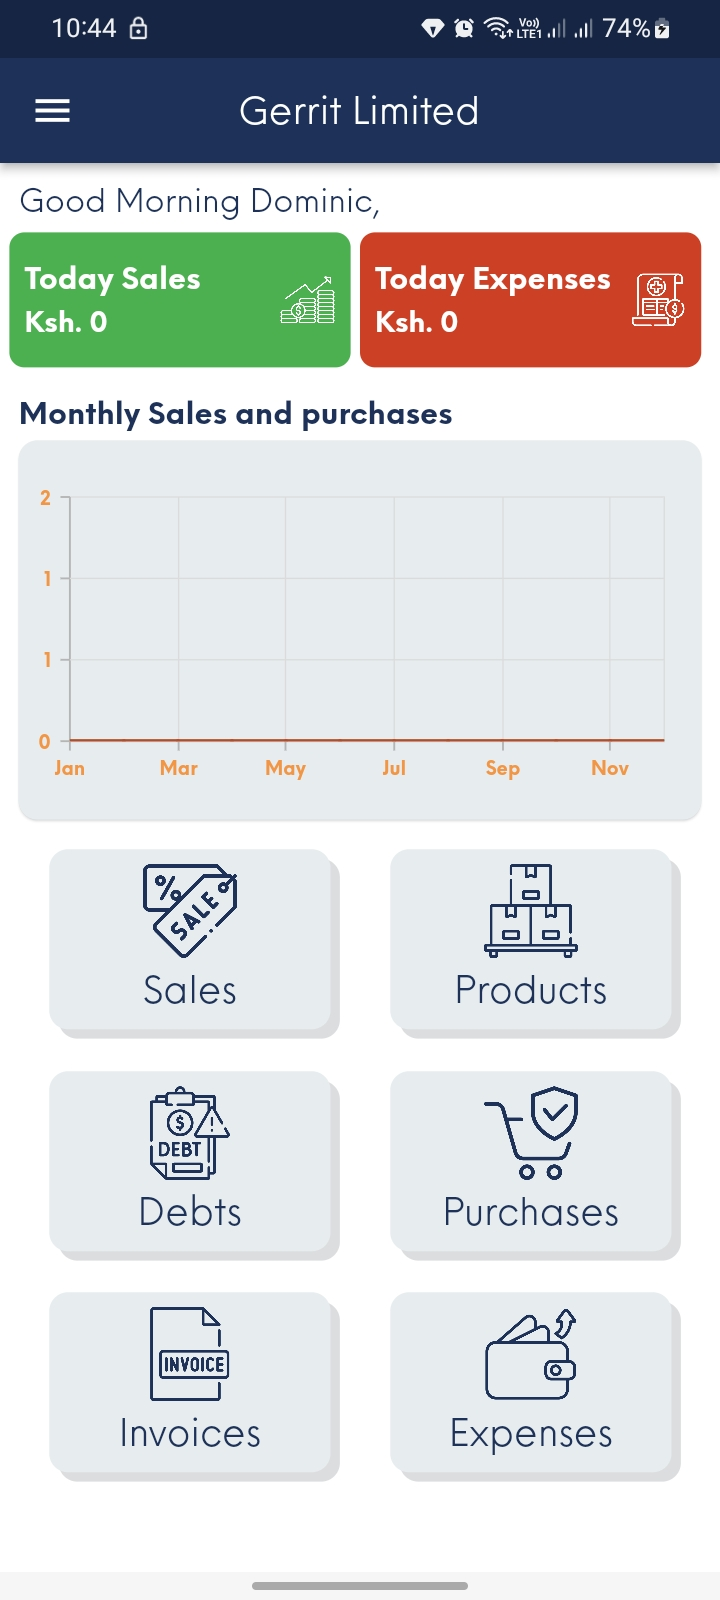 10:44 Vo)) LTE1 74%
Gerrit Limited
Good Morning Dominic,
Today Sales
Ksh. 0
Today Expenses
Ksh. 0
Monthly Sales and purchases
2
1
1
0
Jan Mar May Jul Sep Nov
% SALE
Sales
Products
$
DEBT
Debts
Purchases
INVOICE
Invoices
Expenses